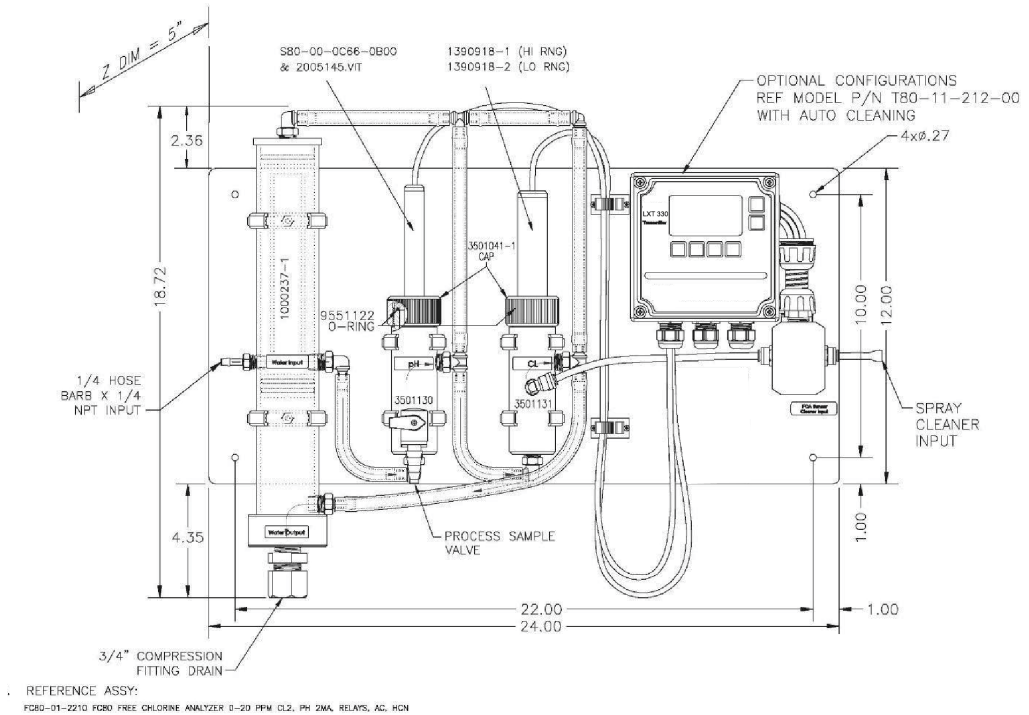 Z DIM = 5"
S80-00-0C66-0B00
& 2005145.VIT
1390918-1 (HI RNG)
1390918-2 (LO RNG)
OPTIONAL CONFIGURATIONS
REF MODEL P/N T80-11-212-00
WITH AUTO CLEANING
4xØ.27
2.36
18.72
1000237-1
3501041-1
CAP
LXT 330
9551122
O-RING
10.00
12.00
Water Input
pH
CL
1/4 HOSE
BARB X 1/4
NPT INPUT
3501130
3501131
FCA Sensor
Cleaner Input
SPRAY
CLEANER
INPUT
4.35
Water Output
PROCESS SAMPLE
VALVE
1.00
22.00
1.00
24.00
3/4" COMPRESSION
FITTING DRAIN
. REFERENCE ASSY:
FC80-01-2210 FC80 FREE CHLORINE ANALYZER 0-20 PPM CL2, PH 2MA, RELAYS, AC, HCN